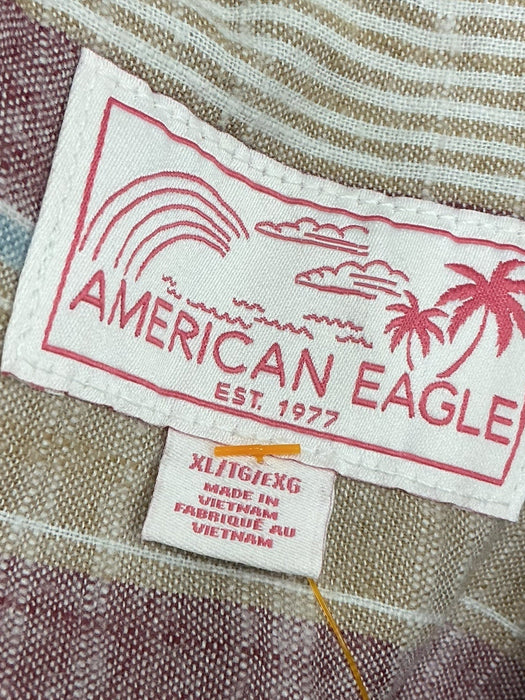 AMERICAN EAGLE
EST. 1977
XL/TG/EXG
MADE IN
VIETNAM
FABRIQUÉ AU
VIETNAM